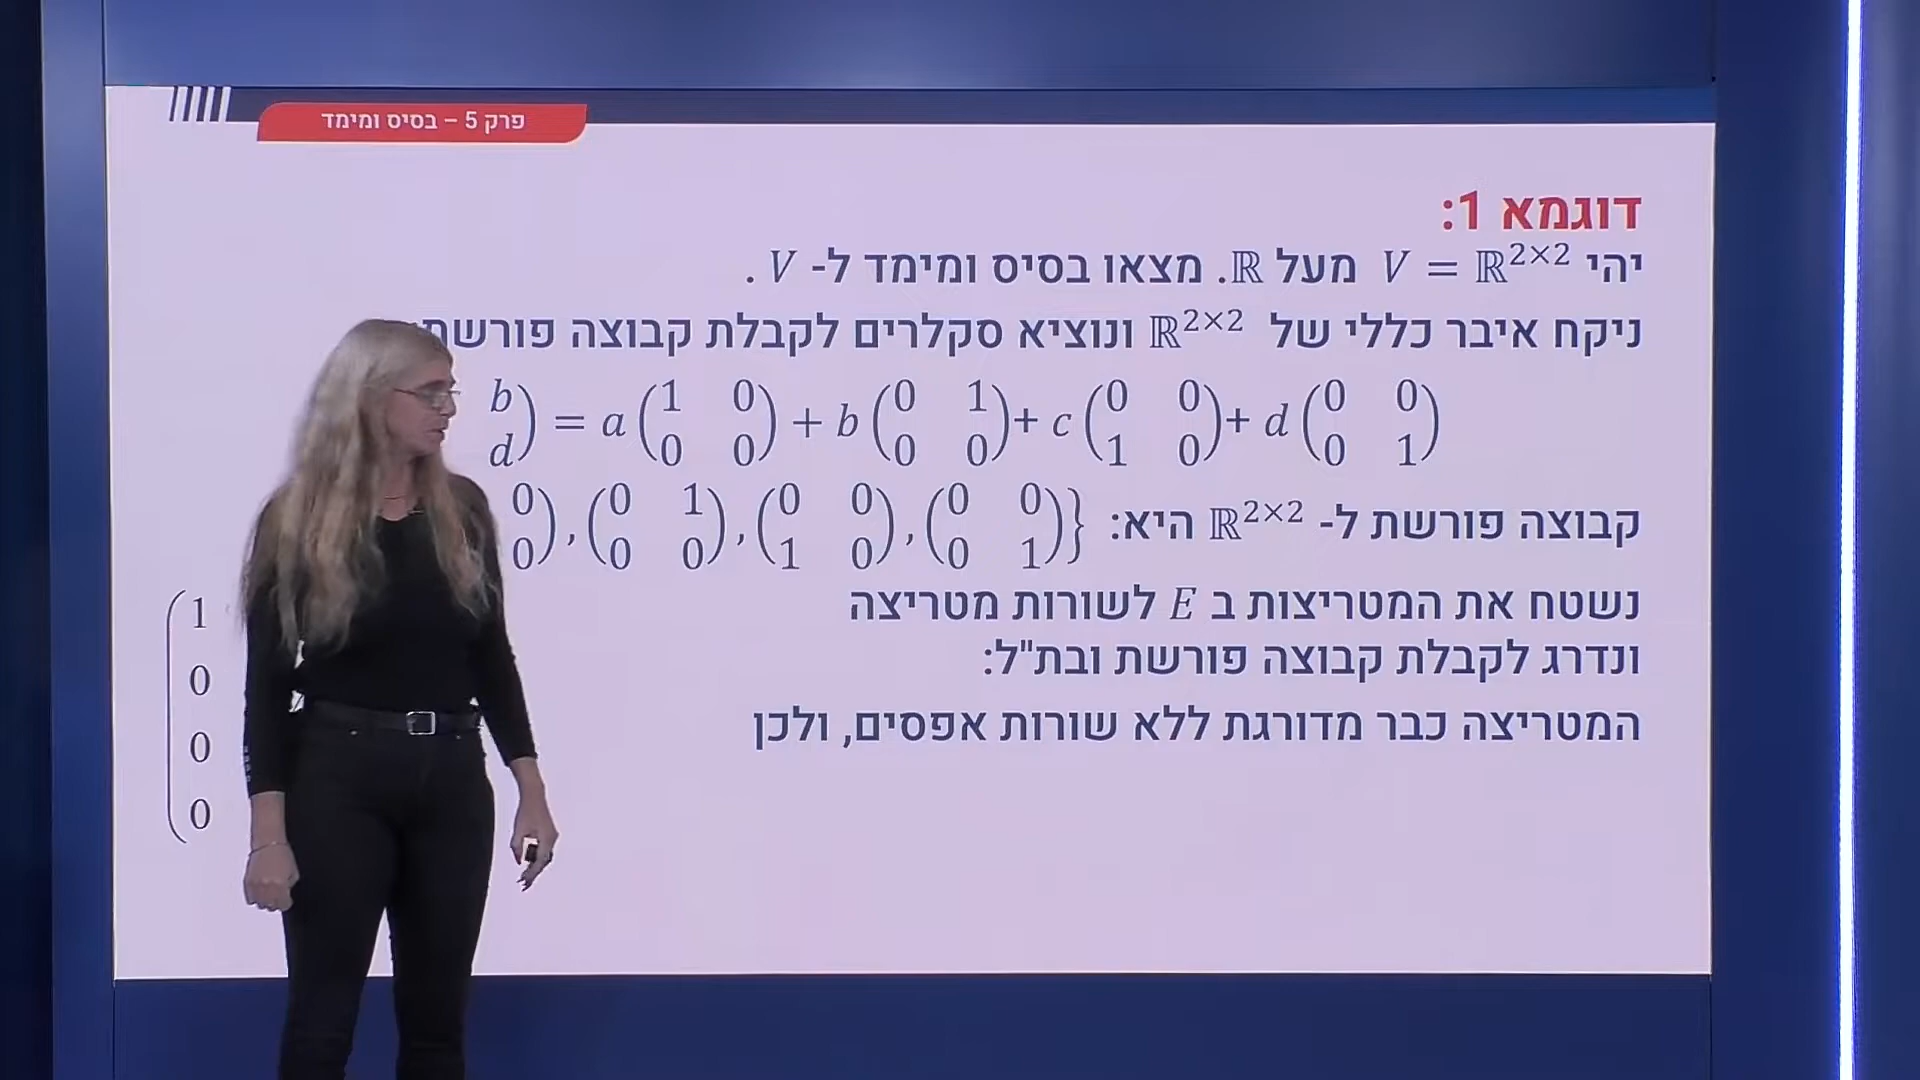 פרק 5 – בסיס ומימד
דוגמא 1:
יהי V = ℝ^{2×2} מעל ℝ. מצאו בסיס ומימד ל- V .
ניקח איבר כללי של ℝ^{2×2} ונוציא סקלרים לקבלת קבוצה
b = a (1 0 + b (0 1) + c (0 0) + d (0 0)
d) 0 0) 0 0 1 0 0 1
קבוצה פורשת ל- ℝ^{2×2} היא: 0 0), (0 1 0 0), (0 0 1 0), (0 0 0 1)}
נשטח את המטריצות ב E לשורות מטריצה
ונדרג לקבלת קבוצה פורשת ובת"ל:
המטריצה כבר מדורגת ללא שורות אפסים, ולכן
1
0
0
0